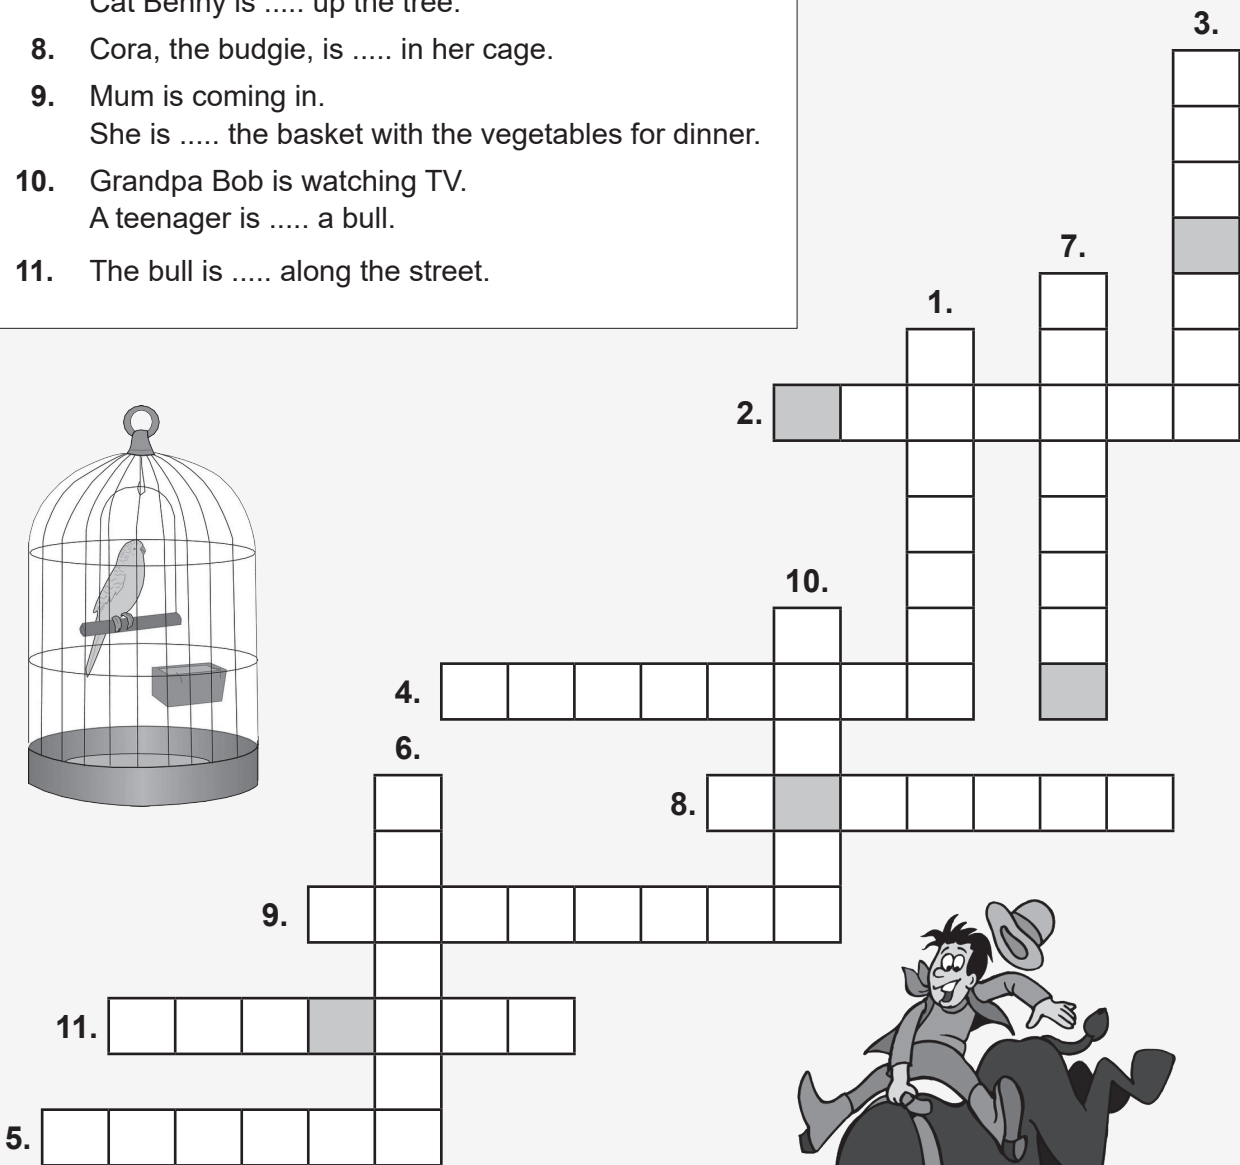 Cat Benny is ..... up the tree.
8. Cora, the budgie, is ..... in her cage.
9. Mum is coming in.
She is ..... the basket with the vegetables for dinner.
10. Grandpa Bob is watching TV.
A teenager is ..... a bull.
11. The bull is ..... along the street.
3.
7.
1.
2.
10.
4.
6.
8.
9.
11.
5.